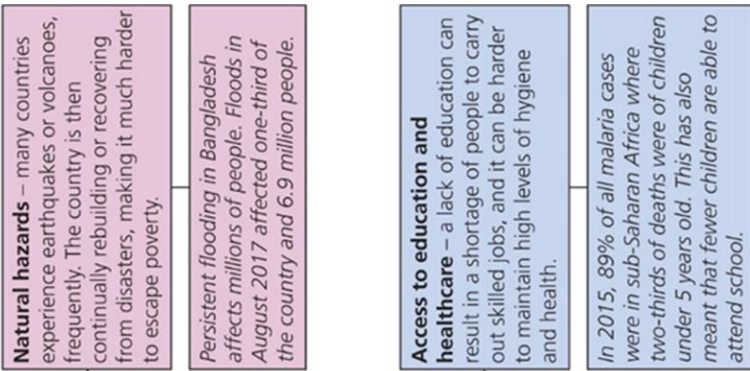 Natural hazards – many countries
experience earthquakes or volcanoes,
frequently. The country is then
continually rebuilding or recovering
from disasters, making it much harder
to escape poverty.
Persistent flooding in Bangladesh
affects millions of people. Floods in
August 2017 affected one-third of
the country and 6.9 million people.
Access to education and
healthcare – a lack of education can
result in a shortage of people to carry
out skilled jobs, and it can be harder
to maintain high levels of hygiene
and health.
In 2015, 89% of all malaria cases
were in sub-Saharan Africa where
two-thirds of deaths were of children
under 5 years old. This has also
meant that fewer children are able to
attend school.